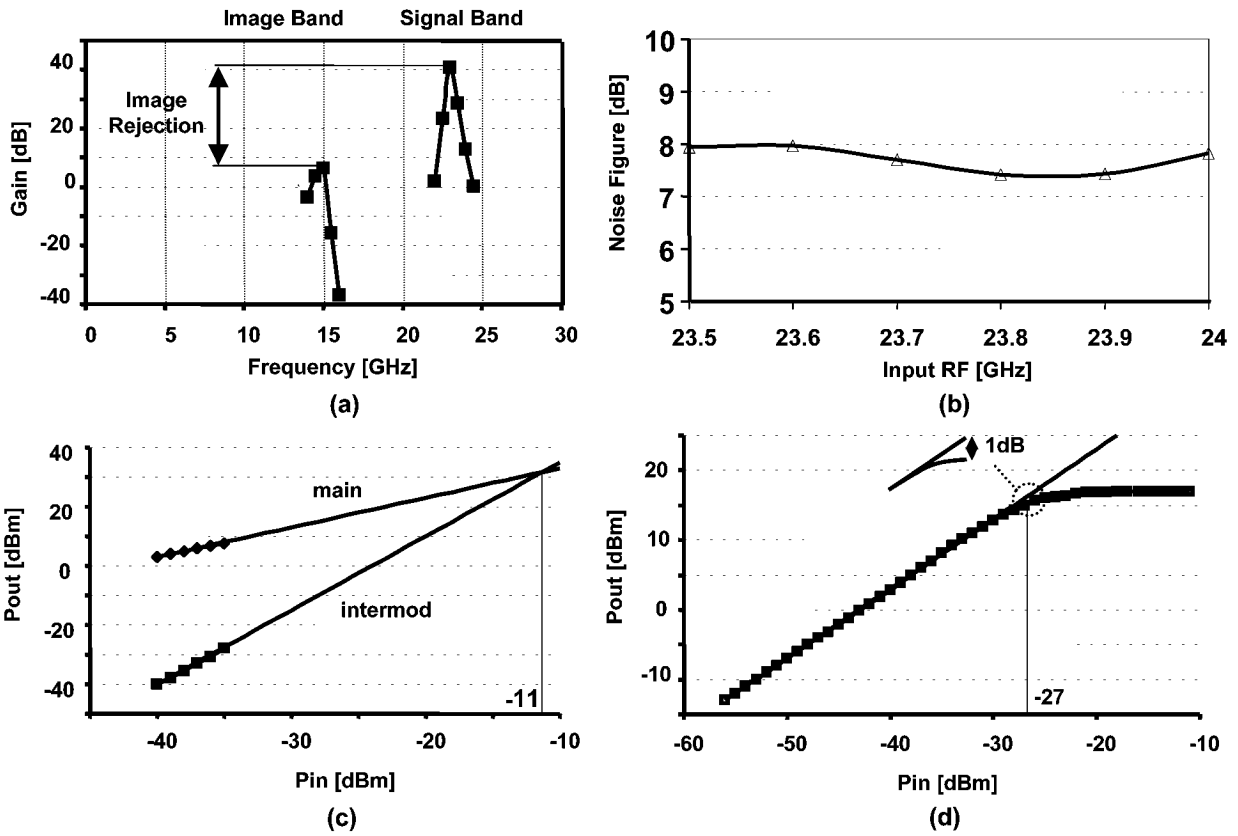 Image Band Signal Band
40
20
0
-20
-40
Gain [dB]
Image
Rejection
0 5 10 15 20 25 30
Frequency [GHz]
(a)
10
9
8
7
6
5
Noise Figure [dB]
23.5 23.6 23.7 23.8 23.9 24
Input RF [GHz]
(b)
40
20
0
-20
-40
Pout [dBm]
main
intermod
-11
-40 -30 -20 -10
Pin [dBm]
(c)
20
10
0
-10
Pout [dBm]
1dB
-27
-60 -50 -40 -30 -20 -10
Pin [dBm]
(d)